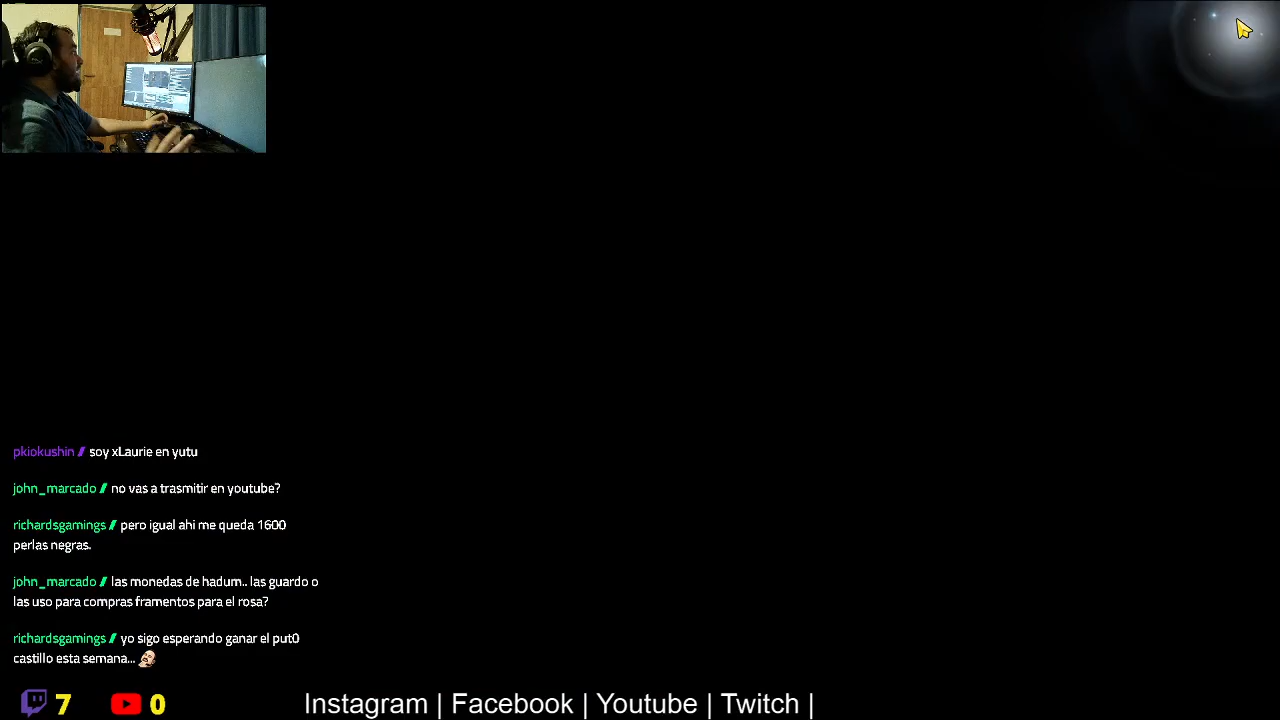 pkiokushin // soy xLaurie en yutu
john_marcado // no vas a trasmitir en youtube?
richardsgamings // pero igual ahi me queda 1600
perlas negras.
john_marcado // las monedas de hadum.. las guardo o
las uso para compras framentos para el rosa?
richardsgamings // yo sigo esperando ganar el put0
castillo esta semana...
7 0 Instagram | Facebook | Youtube | Twitch |